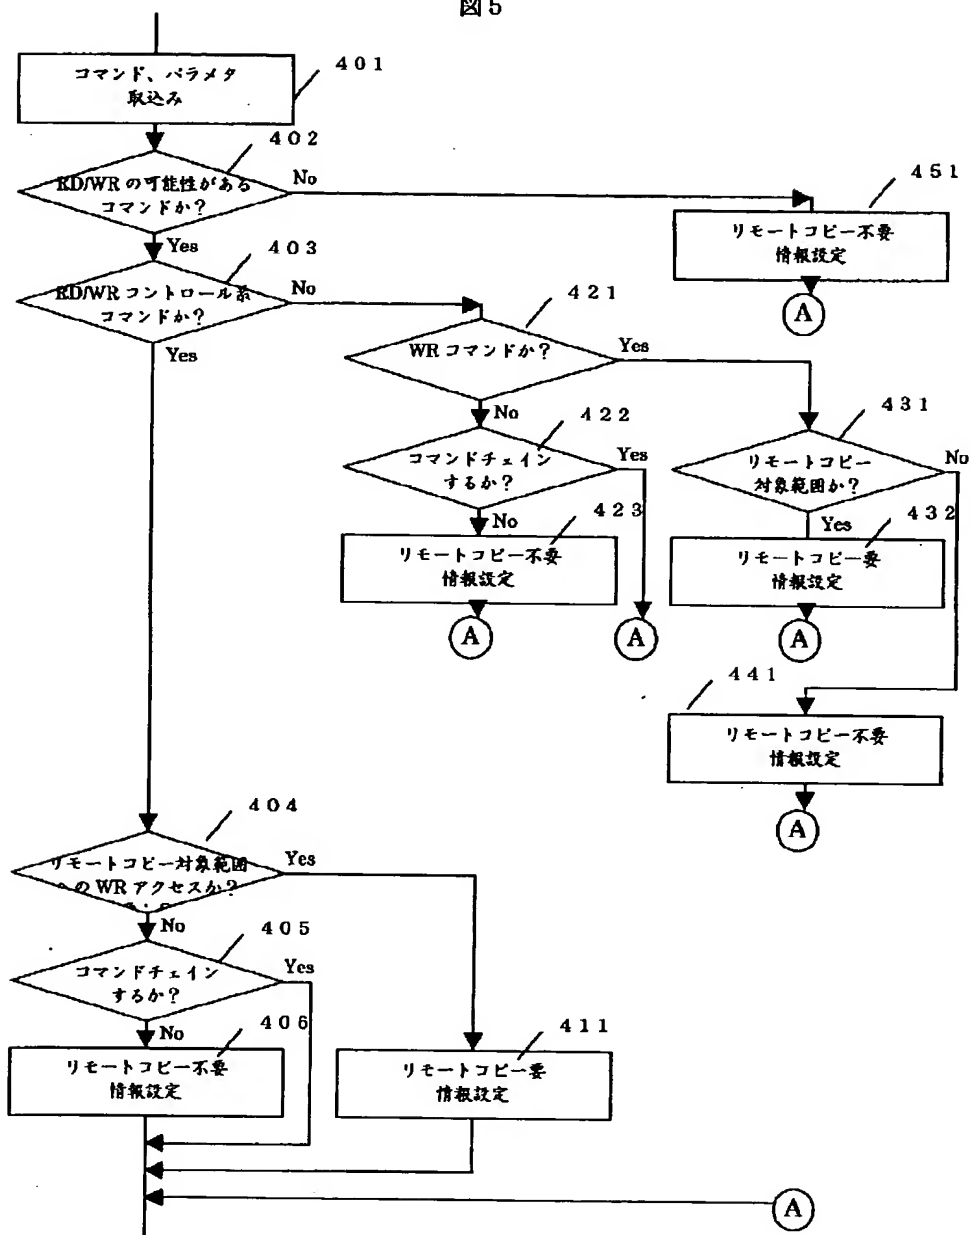 図5
コマンド、パラメタ
取込み
401
402
RD/WRの可能性がある
コマンドか?
No
451
リモートコピー不要
情報設定
A
Yes
403
RD/WRコントロール系
コマンドか?
No
421
WRコマンドか?
Yes
Yes
No
422
コマンドチェイン
するか?
Yes
431
リモートコピー
対象範囲か?
No
No
423
リモートコピー不要
情報設定
A
A
Yes
432
リモートコピー要
情報設定
A
441
リモートコピー不要
情報設定
A
404
リモートコピー対象範囲
へのWRアクセスか?
Yes
No
405
コマンドチェイン
するか?
Yes
No
406
リモートコピー不要
情報設定
411
リモートコピー要
情報設定
A